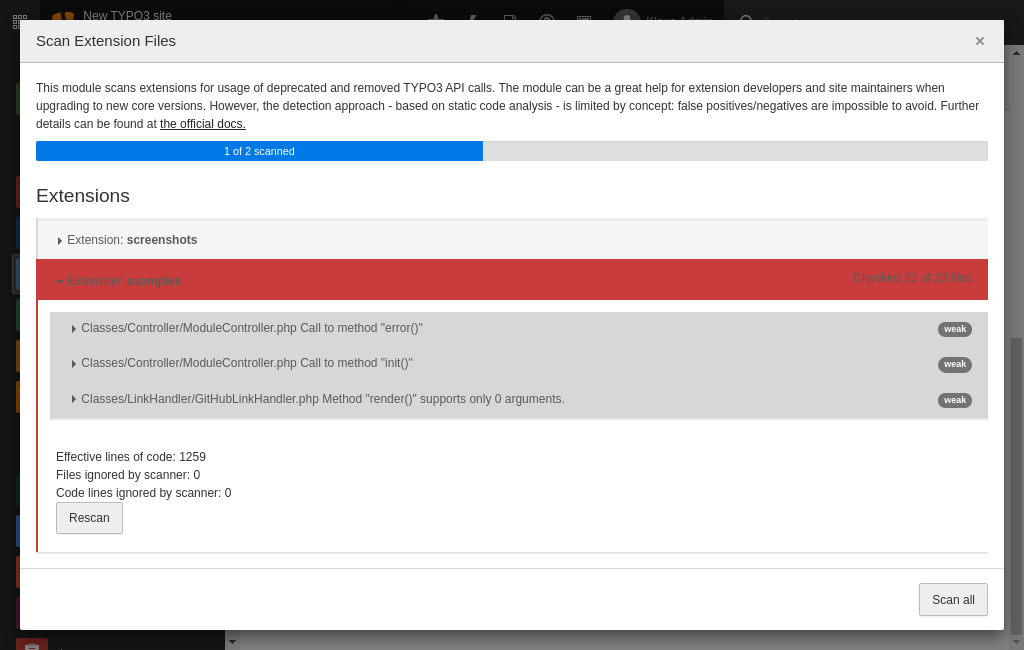 New TYPO3 site
Klaus Admin
Scan Extension Files
×
This module scans extensions for usage of deprecated and removed TYPO3 API calls. The module can be a great help for extension developers and site maintainers when
upgrading to new core versions. However, the detection approach - based on static code analysis - is limited by concept: false positives/negatives are impossible to avoid. Further
details can be found at the official docs.
1 of 2 scanned
Extensions
Extension: screenshots
Extension: examples Checked 23 of 23 files
Classes/Controller/ModuleController.php Call to method "error()" weak
Classes/Controller/ModuleController.php Call to method "init()" weak
Classes/LinkHandler/GitHubLinkHandler.php Method "render()" supports only 0 arguments. weak
Effective lines of code: 1259
Files ignored by scanner: 0
Code lines ignored by scanner: 0
Rescan
Scan all